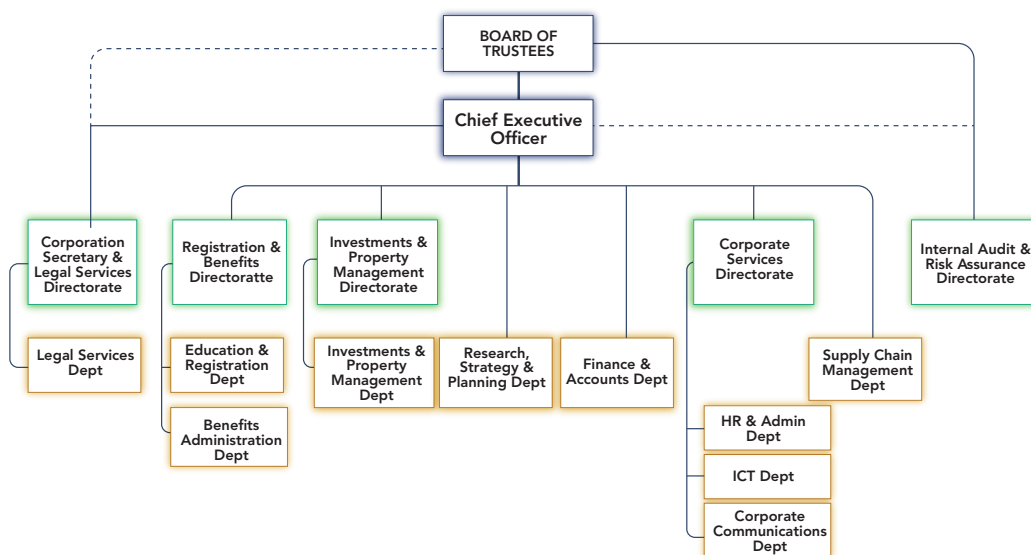 BOARD OF
TRUSTEES
Chief Executive
Officer
Corporation
Secretary &
Legal Services
Directorate
Registration &
Benefits
Directoratte
Investments &
Property
Management
Directorate
Corporate
Services
Directorate
Internal Audit &
Risk Assurance
Directorate
Legal Services
Dept
Education &
Registration
Dept
Investments &
Property
Management
Dept
Research,
Strategy &
Planning Dept
Finance &
Accounts Dept
Supply Chain
Management
Dept
Benefits
Administration
Dept
HR & Admin
Dept
ICT Dept
Corporate
Communications
Dept